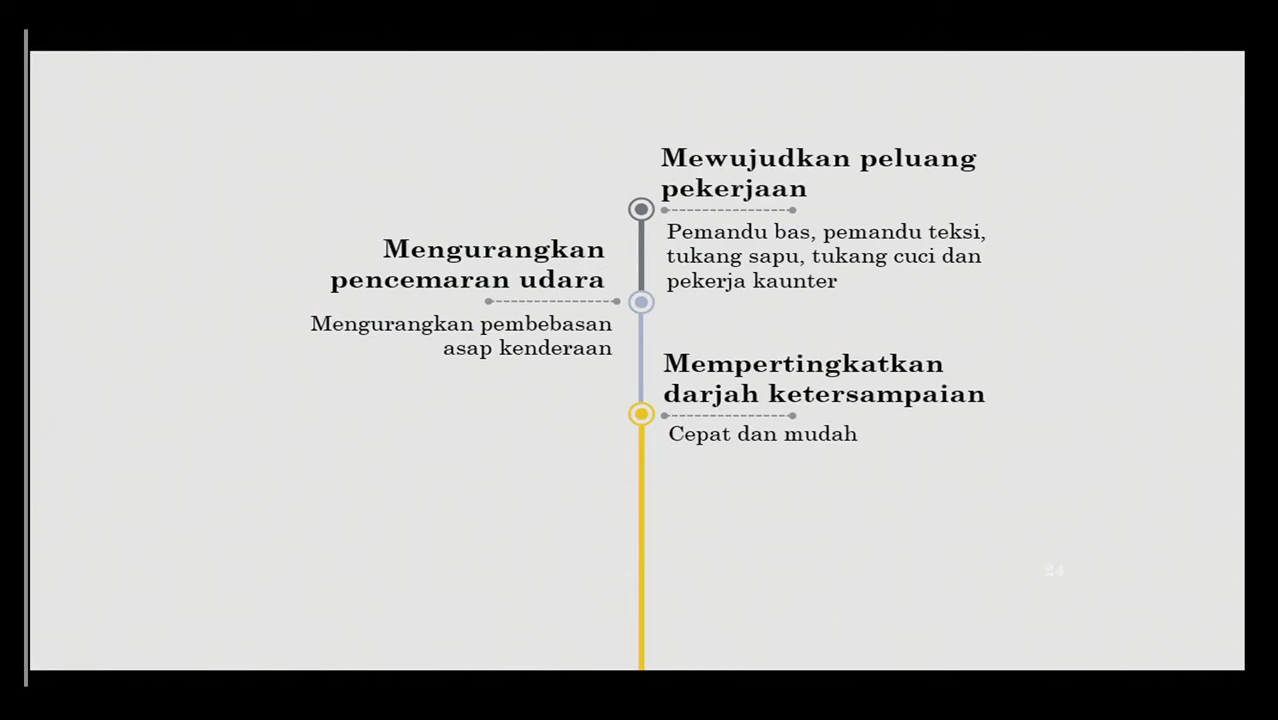 Mewujudkan peluang
pekerjaan
Pemandu bas, pemandu teksi,
tukang sapu, tukang cuci dan
pekerja kaunter
Mengurangkan
pencemaran udara
Mengurangkan pembebasan
asap kenderaan
Mempertingkatkan
darjah ketersampaian
Cepat dan mudah
24